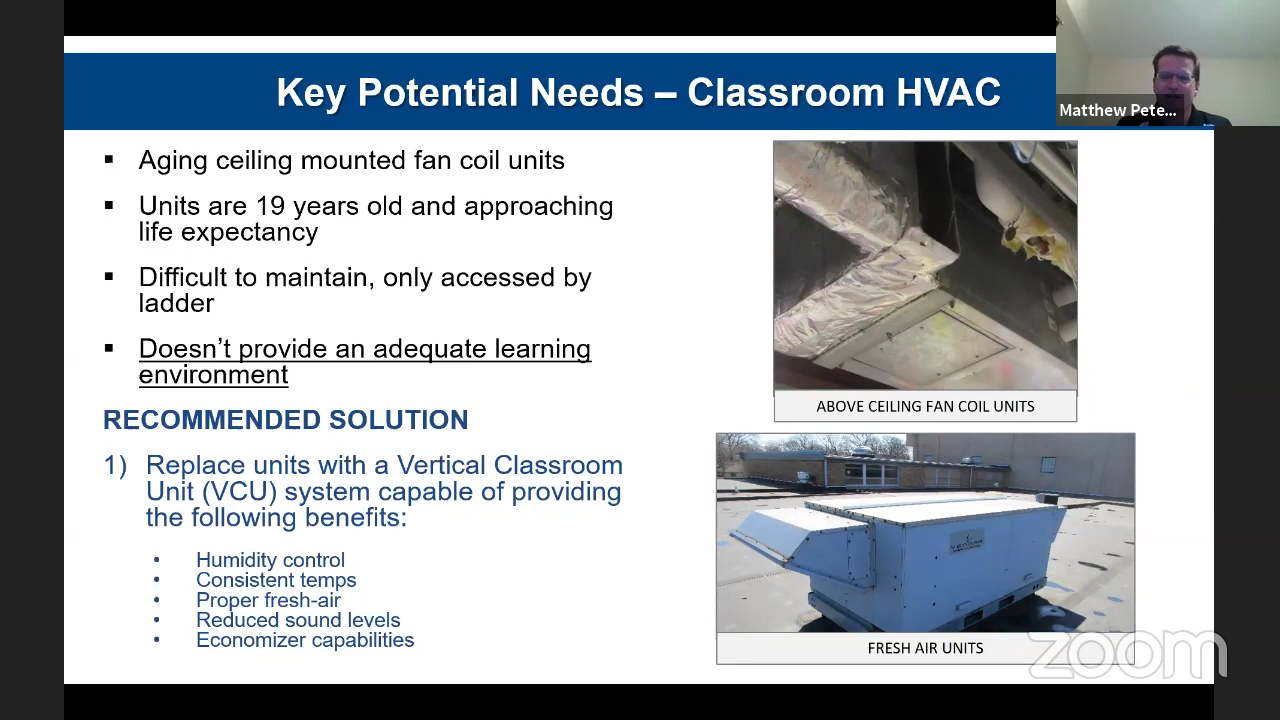 Key Potential Needs – Classroom HVAC
Matthew Pete...
▪ Aging ceiling mounted fan coil units
▪ Units are 19 years old and approaching
life expectancy
▪ Difficult to maintain, only accessed by
ladder
▪ Doesn't provide an adequate learning
environment
RECOMMENDED SOLUTION
1) Replace units with a Vertical Classroom
Unit (VCU) system capable of providing
the following benefits:
• Humidity control
• Consistent temps
• Proper fresh-air
• Reduced sound levels
• Economizer capabilities
ABOVE CEILING FAN COIL UNITS
FRESH AIR UNITS
zoom